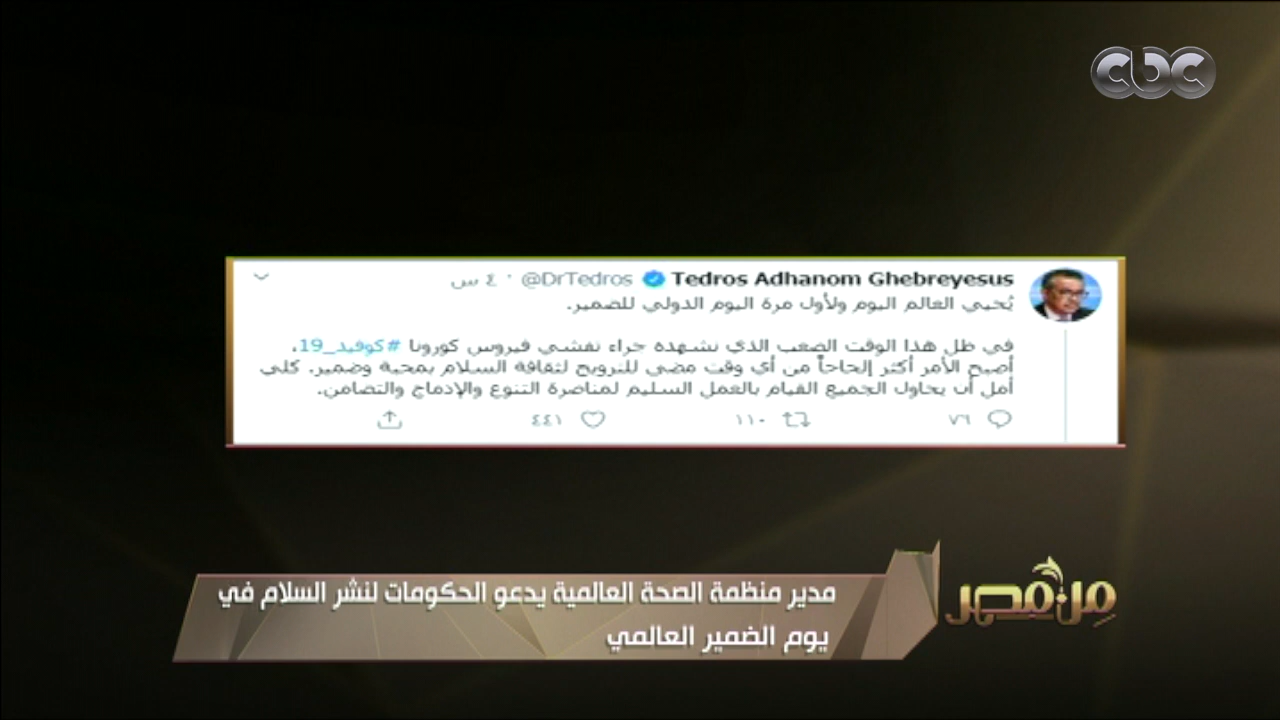 cbc
Tedros Adhanom Ghebreyesus @DrTedros · ٤ س
يُحيي العالم اليوم ولأول مرة اليوم الدولي للضمير.
في ظل هذا الوقت الصعب الذي نشهده جراء تفشي فيروس كورونا #كوفيد_19،
أصبح الأمر أكثر إلحاحاً من أي وقت مضى للترويج لثقافة السلام بمحبة وضمير. كلي
أمل أن يحاول الجميع القيام بالعمل السليم لمناصرة التنوع والإدماج والتضامن.
٧٦ ١١٠ ٤٤١
من مصر
مدير منظمة الصحة العالمية يدعو الحكومات لنشر السلام في
يوم الضمير العالمي